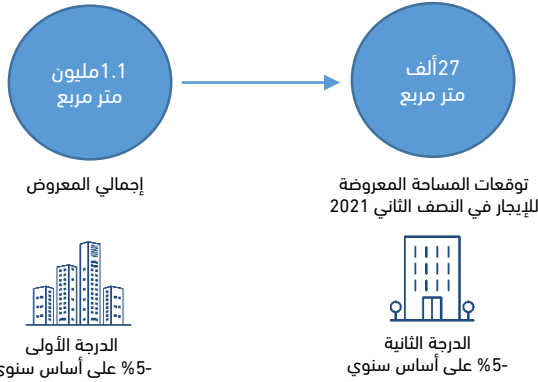 1.1مليون
متر مربع
27ألف
متر مربع
إجمالي المعروض
توقعات المساحة المعروضة
للإيجار في النصف الثاني 2021
الدرجة الأولى
-5% على أساس سنوي
الدرجة الثانية
-5% على أساس سنوي